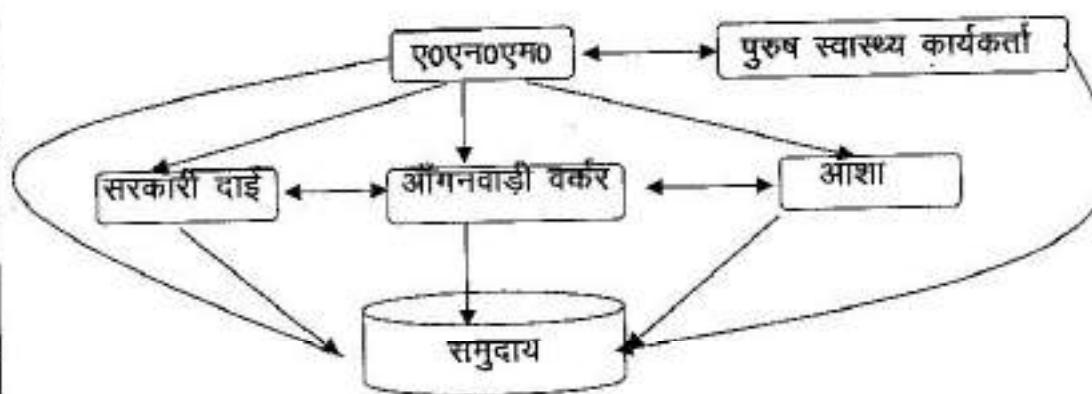 ए0एन0एम0
पुरुष स्वास्थ्य कार्यकर्ता
सरकारी दाई
आँगनवाड़ी वर्कर
आशा
समुदाय